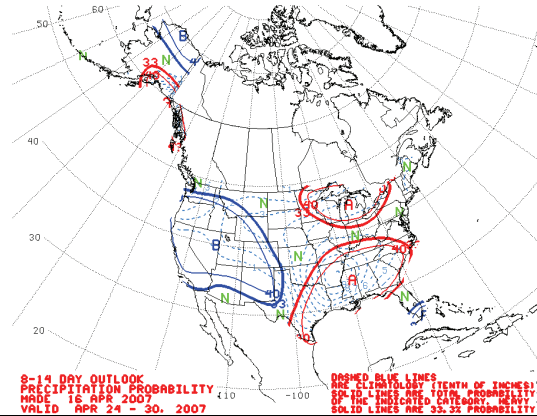 60
50
B
N
N
33
40
40
N
N
N
40
33
A
N
N
30
B
N
40
A
40
33
N
N
N
20
110
-100
8-14 DAY OUTLOOK
PRECIPITATION PROBABILITY
MADE 16 APR 2007
VALID APR 24 - 30, 2007
DASHED BLUE LINES
ARE CLIMATOLOGY (TENTH OF INCHES)
SOLID LINES ARE TOTAL PROBABILITY
OF THE INDICATED CATEGORY, HEAVY
SOLID LINES ARE 33.3% PROBABILITY